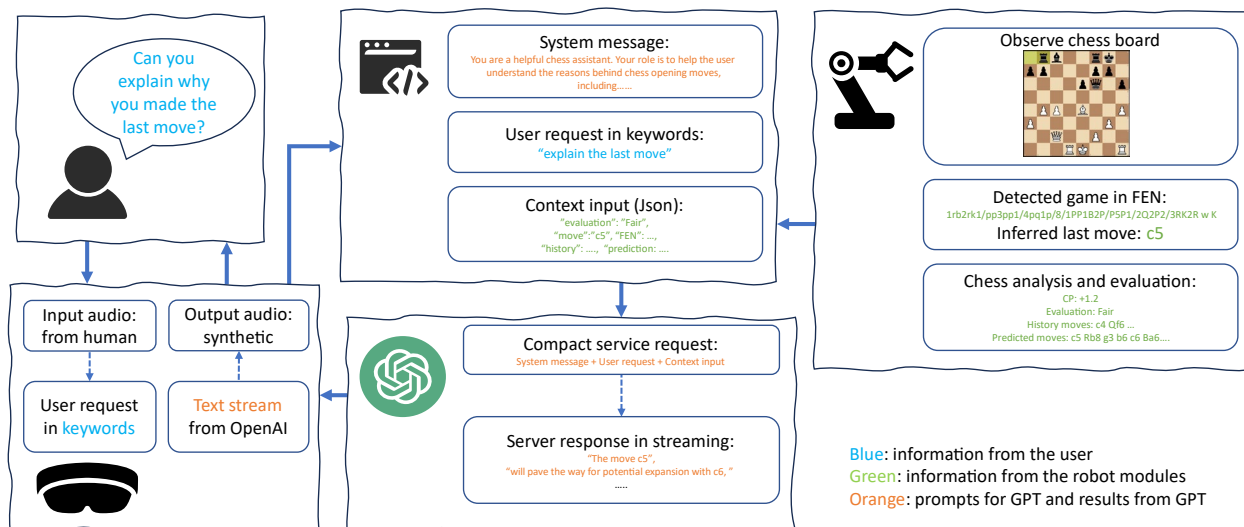 Can you
explain why
you made the
last move?
Input audio:
from human
Output audio:
synthetic
User request
in keywords
Text stream
from OpenAI
System message:
You are a helpful chess assistant. Your role is to help the user
understand the reasons behind chess opening moves,
including......
User request in keywords:
"explain the last move"
Context input (Json):
"evaluation": "Fair",
"move":"c5", "FEN": ...,
"history": ...., "prediction: ....
Compact service request:
System message + User request + Context input
Server response in streaming:
"The move c5",
"will pave the way for potential expansion with c6, "
.....
Observe chess board
Detected game in FEN:
1rb2rk1/pp3pp1/4pq1p/8/1PP1B2P/P5P1/2Q2P2/3RK2R w K
Inferred last move: c5
Chess analysis and evaluation:
CP: +1.2
Evaluation: Fair
History moves: c4 Qf6 ...
Predicted moves: c5 Rb8 g3 b6 c6 Ba6....
Blue: information from the user
Green: information from the robot modules
Orange: prompts for GPT and results from GPT